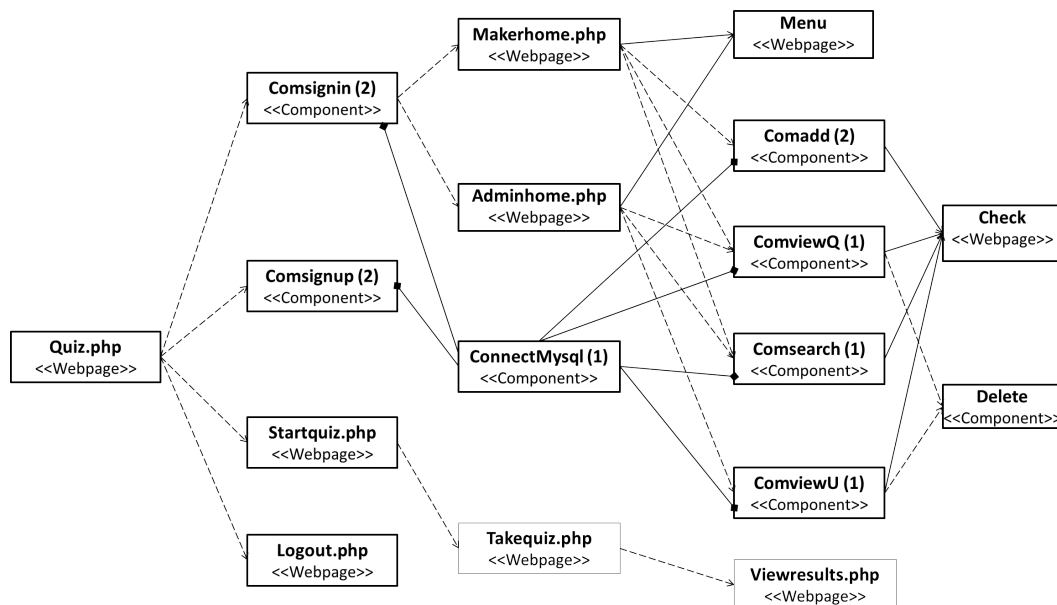 Makerhome.php
<<Webpage>>
Menu
<<Webpage>>
Comsignin (2)
<<Component>>
Comadd (2)
<<Component>>
Adminhome.php
<<Webpage>>
Check
<<Webpage>>
ComviewQ (1)
<<Component>>
Comsignup (2)
<<Component>>
Quiz.php
<<Webpage>>
ConnectMysql (1)
<<Component>>
Comsearch (1)
<<Component>>
Delete
<<Component>>
Startquiz.php
<<Webpage>>
ComviewU (1)
<<Component>>
Logout.php
<<Webpage>>
Takequiz.php
<<Webpage>>
Viewresults.php
<<Webpage>>